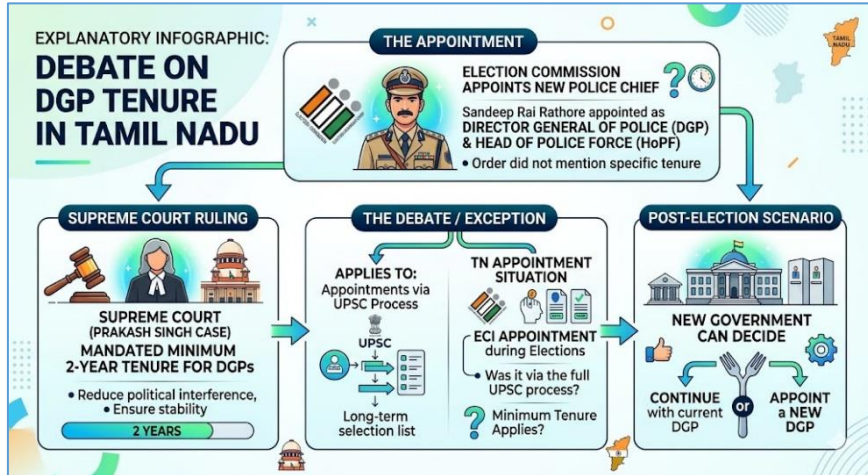 EXPLANATORY INFOGRAPHIC:
DEBATE ON
DGP TENURE
IN TAMIL NADU
THE APPOINTMENT
ELECTION COMMISSION
APPOINTS NEW POLICE CHIEF
Sandeep Rai Rathore appointed as
DIRECTOR GENERAL OF POLICE (DGP)
& HEAD OF POLICE FORCE (HoPF)
• Order did not mention specific tenure
?
TAMIL
NADU
SUPREME COURT RULING
SUPREME COURT
(PRAKASH SINGH CASE)
MANDATED MINIMUM
2-YEAR TENURE FOR DGPs
• Reduce political interference,
• Ensure stability
2 YEARS
THE DEBATE / EXCEPTION
APPLIES TO:
Appointments via
UPSC Process
UPSC
Long-term
selection list
TN APPOINTMENT
SITUATION
ECI APPOINTMENT
during Elections
• Was it via the full
UPSC process?
? Minimum Tenure
Applies?
POST-ELECTION SCENARIO
NEW GOVERNMENT
CAN DECIDE
CONTINUE
with current
DGP
or
APPOINT
a NEW
DGP